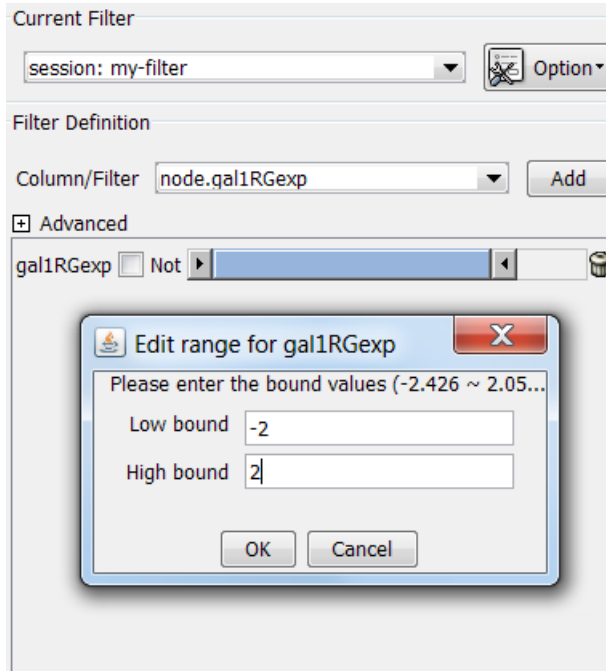 Current Filter
session: my-filter Option
Filter Definition
Column/Filter node.gal1RGexp Add
Advanced
gal1RGexp Not
Edit range for gal1RGexp
Please enter the bound values (-2.426 ~ 2.05...
Low bound -2
High bound 2
OK Cancel